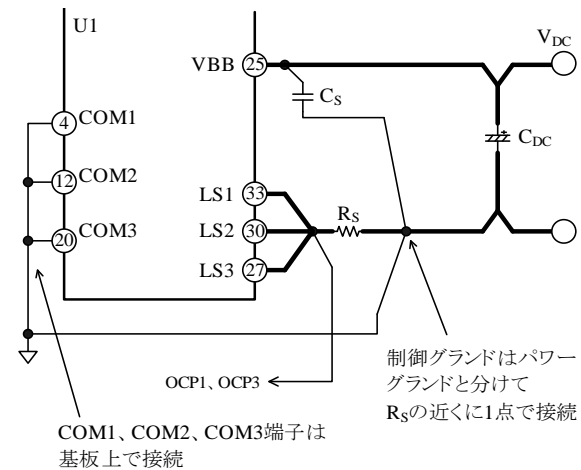 U1
VDC
VBB
25
CS
4
COM1
CDC
12
COM2
LS1
33
20
COM3
LS2
30
RS
LS3
27
OCP1、OCP3
制御グランドはパワー
グランドと分けて
RSの近くに1点で接続
COM1、COM2、COM3端子は
基板上で接続